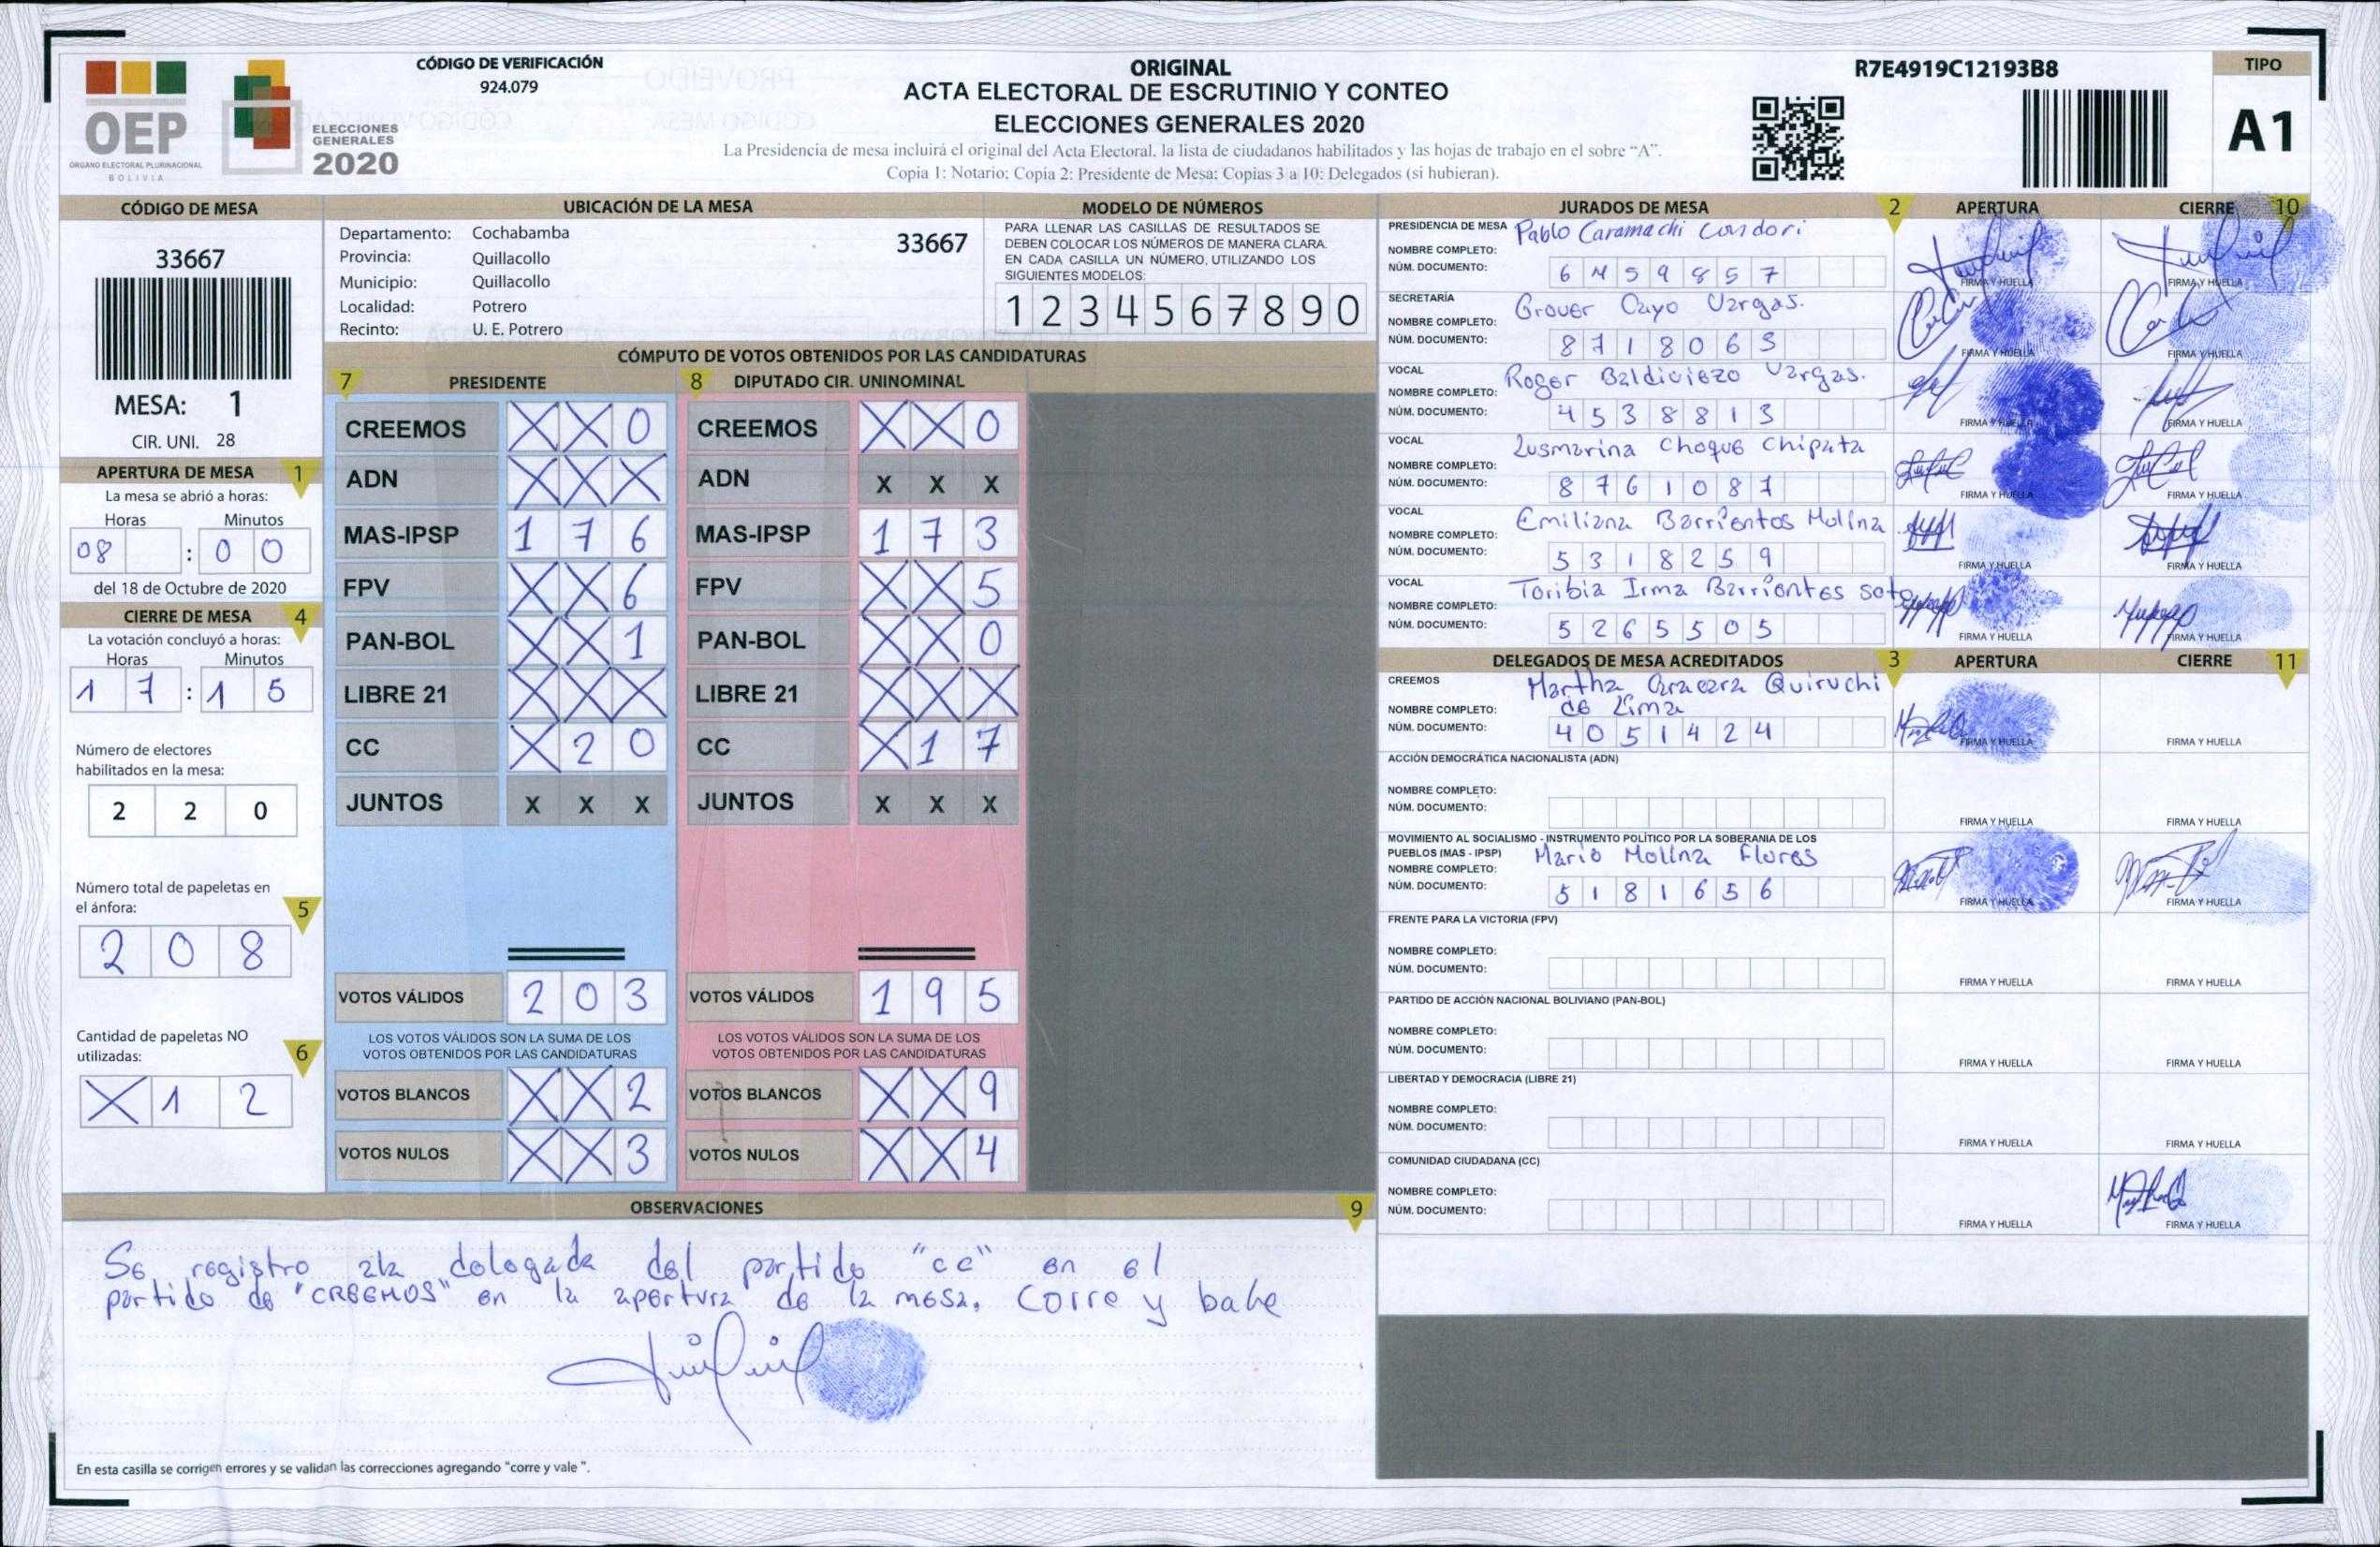 OEP
ÓRGANO ELECTORAL PLURINACIONAL
BOLIVIA
ELECCIONES
GENERALES
2020
CÓDIGO DE VERIFICACIÓN
924.079
ORIGINAL
ACTA ELECTORAL DE ESCRUTINIO Y CONTEO
ELECCIONES GENERALES 2020
La Presidencia de mesa incluirá el original del Acta Electoral, la lista de ciudadanos habilitados y las hojas de trabajo en el sobre “A”.
Copia 1: Notario; Copia 2: Presidente de Mesa; Copias 3 a 10: Delegados (si hubieran).
R7E4919C12193B8
TIPO
A1
CÓDIGO DE MESA
33667
MESA: 1
CIR. UNI. 28
APERTURA DE MESA 1
La mesa se abrió a horas:
Horas Minutos
08 : 0 0
del 18 de Octubre de 2020
CIERRE DE MESA 4
La votación concluyó a horas:
Horas Minutos
1 7 : 1 5
Número de electores
habilitados en la mesa:
2 2 0
Número total de papeletas en
el ánfora: 5
2 0 8
Cantidad de papeletas NO
utilizadas: 6
X 1 2
UBICACIÓN DE LA MESA
Departamento: Cochabamba
33667
Provincia: Quillacollo
Municipio: Quillacollo
Localidad: Potrero
Recinto: U. E. Potrero
MODELO DE NÚMEROS
PARA LLENAR LAS CASILLAS DE RESULTADOS SE
DEBEN COLOCAR LOS NÚMEROS DE MANERA CLARA.
EN CADA CASILLA UN NÚMERO, UTILIZANDO LOS
SIGUIENTES MODELOS:
1 2 3 4 5 6 7 8 9 0
CÓMPUTO DE VOTOS OBTENIDOS POR LAS CANDIDATURAS
7 PRESIDENTE
CREEMOS X X 0
ADN X X X
MAS-IPSP 1 7 6
FPV X X 6
PAN-BOL X X 1
LIBRE 21 X X X
CC X 2 0
JUNTOS X X X
VOTOS VÁLIDOS 2 0 3
LOS VOTOS VÁLIDOS SON LA SUMA DE LOS
VOTOS OBTENIDOS POR LAS CANDIDATURAS
VOTOS BLANCOS X X 2
VOTOS NULOS X X 3
8 DIPUTADO CIR. UNINOMINAL
CREEMOS X X 0
ADN X X X
MAS-IPSP 1 7 3
FPV X X 5
PAN-BOL X X 0
LIBRE 21 X X X
CC X 1 7
JUNTOS X X X
VOTOS VÁLIDOS 1 9 5
LOS VOTOS VÁLIDOS SON LA SUMA DE LOS
VOTOS OBTENIDOS POR LAS CANDIDATURAS
VOTOS BLANCOS X X 9
VOTOS NULOS X X 4
OBSERVACIONES 9
Se registro ala delegada del partido "cc" en el
partido de "CREEMOS" en la apertura de la mesa. Corre y bale
En esta casilla se corrigen errores y se validan las correcciones agregando "corre y vale ".
JURADOS DE MESA 2 APERTURA CIERRE 10
PRESIDENCIA DE MESA Pablo Caramachi Condori
NOMBRE COMPLETO:
NÚM. DOCUMENTO: 6 4 5 9 8 5 7
FIRMA Y HUELLA FIRMA Y HUELLA
SECRETARÍA Grover Cayo Vargas.
NOMBRE COMPLETO:
NÚM. DOCUMENTO: 8 7 1 8 0 6 3
FIRMA Y HUELLA FIRMA Y HUELLA
VOCAL Roger Baldiviezo Vargas.
NOMBRE COMPLETO:
NÚM. DOCUMENTO: 4 5 3 8 8 1 3
FIRMA Y HUELLA FIRMA Y HUELLA
VOCAL Lusmarina Choque Chipata
NOMBRE COMPLETO:
NÚM. DOCUMENTO: 8 7 6 1 0 8 7
FIRMA Y HUELLA FIRMA Y HUELLA
VOCAL Emiliana Barrientos Molina
NOMBRE COMPLETO:
NÚM. DOCUMENTO: 5 3 1 8 2 5 9
FIRMA Y HUELLA FIRMA Y HUELLA
VOCAL Toribia Irma Barrientos Soto
NOMBRE COMPLETO:
NÚM. DOCUMENTO: 5 2 6 5 5 0 5
FIRMA Y HUELLA FIRMA Y HUELLA
DELEGADOS DE MESA ACREDITADOS 3 APERTURA CIERRE 11
CREEMOS Martha Quiruchi
NOMBRE COMPLETO: de Lima
NÚM. DOCUMENTO: 4 0 5 1 4 2 4
FIRMA Y HUELLA FIRMA Y HUELLA
ACCIÓN DEMOCRÁTICA NACIONALISTA (ADN)
NOMBRE COMPLETO:
NÚM. DOCUMENTO:
FIRMA Y HUELLA FIRMA Y HUELLA
MOVIMIENTO AL SOCIALISMO - INSTRUMENTO POLÍTICO POR LA SOBERANIA DE LOS
PUEBLOS (MAS - IPSP) Mario Molina Flores
NOMBRE COMPLETO:
NÚM. DOCUMENTO: 5 1 8 1 6 5 6
FIRMA Y HUELLA FIRMA Y HUELLA
FRENTE PARA LA VICTORIA (FPV)
NOMBRE COMPLETO:
NÚM. DOCUMENTO:
FIRMA Y HUELLA FIRMA Y HUELLA
PARTIDO DE ACCIÓN NACIONAL BOLIVIANO (PAN-BOL)
NOMBRE COMPLETO:
NÚM. DOCUMENTO:
FIRMA Y HUELLA FIRMA Y HUELLA
LIBERTAD Y DEMOCRACIA (LIBRE 21)
NOMBRE COMPLETO:
NÚM. DOCUMENTO:
FIRMA Y HUELLA FIRMA Y HUELLA
COMUNIDAD CIUDADANA (CC)
NOMBRE COMPLETO:
NÚM. DOCUMENTO:
FIRMA Y HUELLA FIRMA Y HUELLA